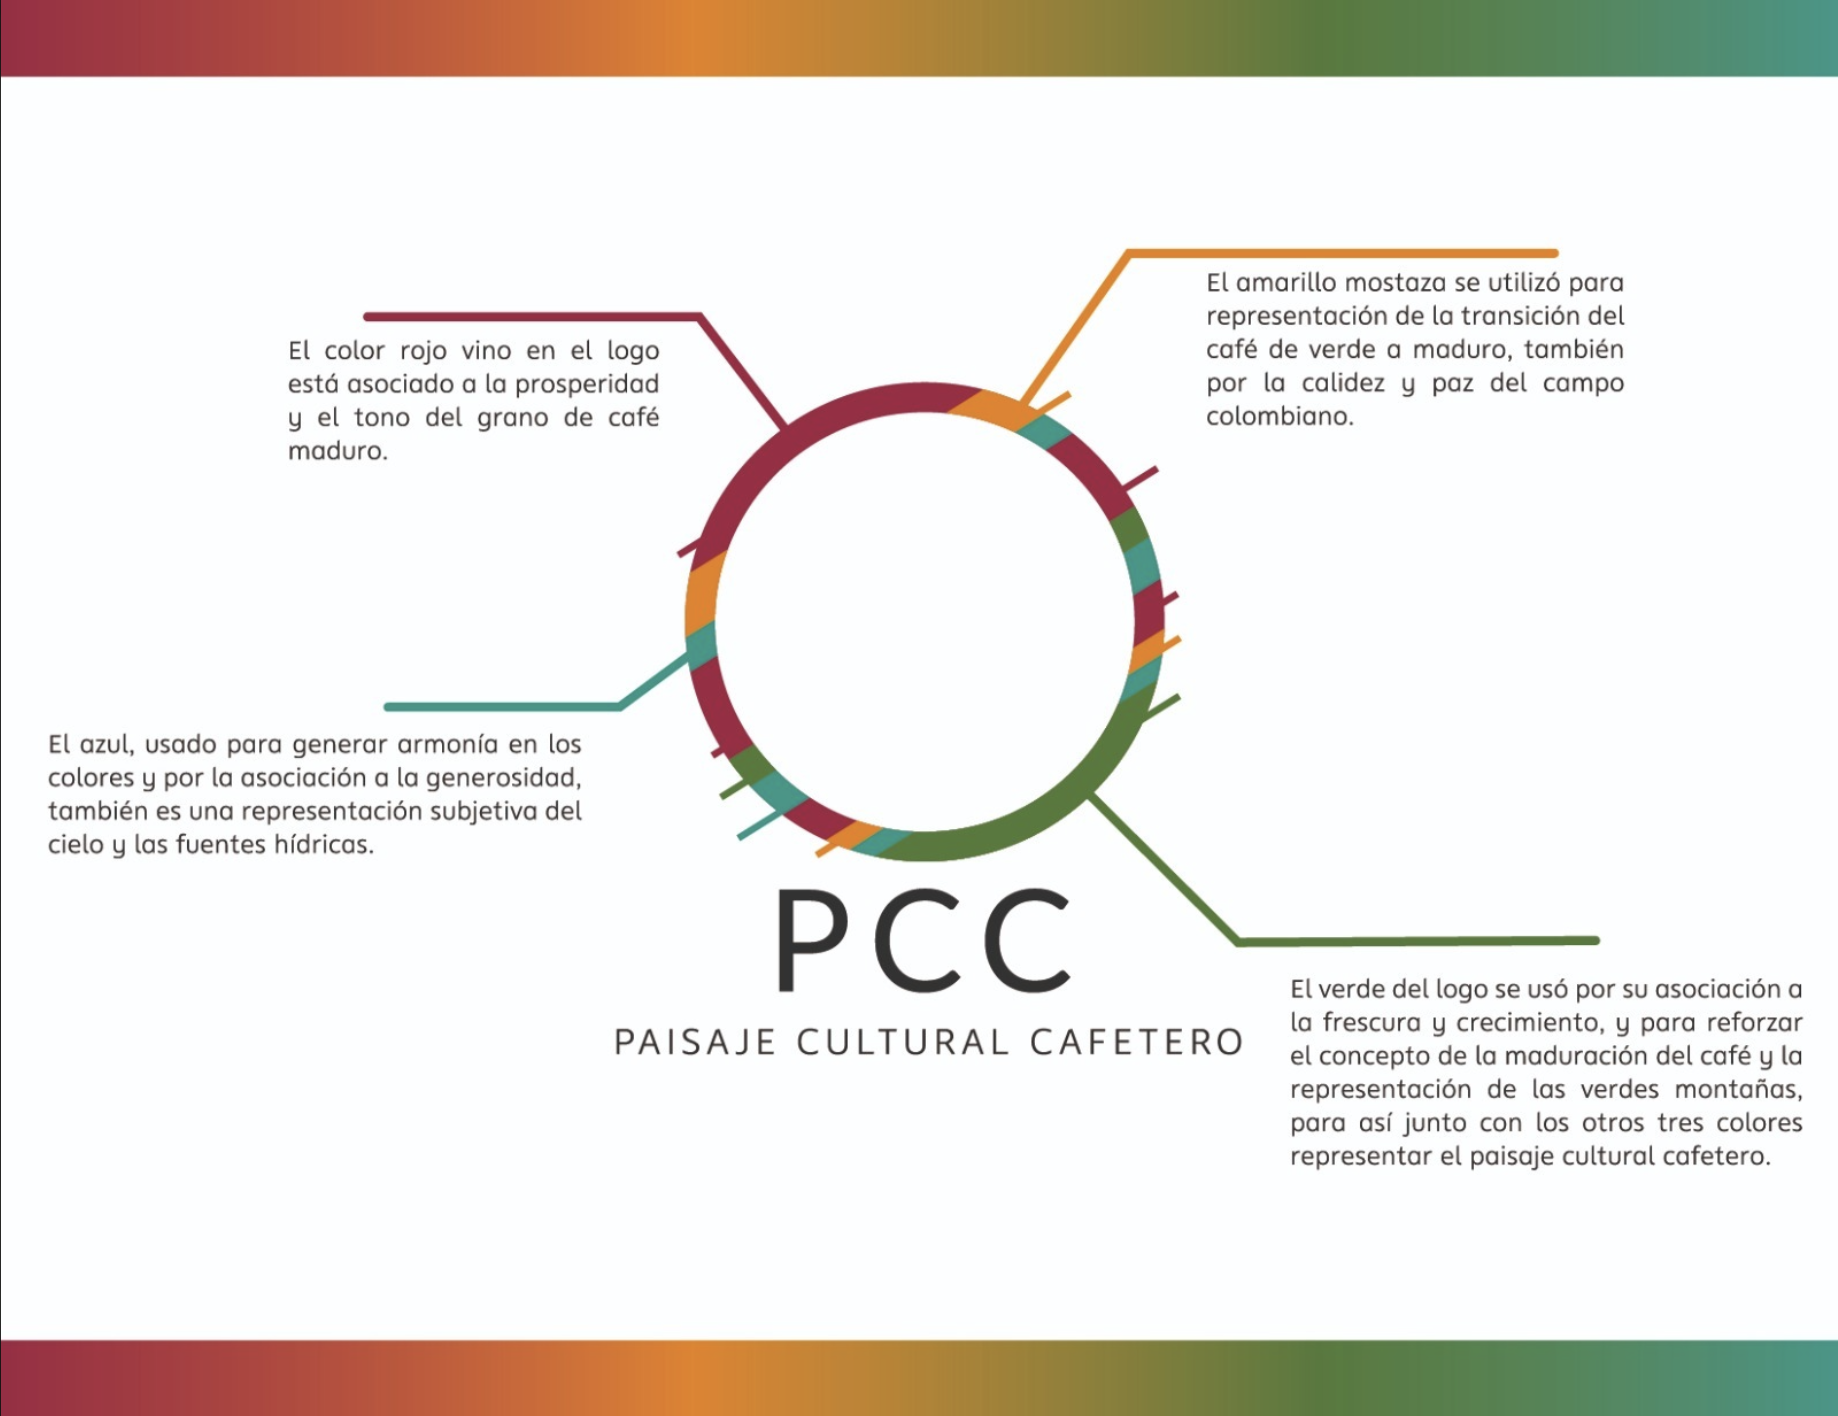 El color rojo vino en el logo
está asociado a la prosperidad
y el tono del grano de café
maduro.
El amarillo mostaza se utilizó para
representación de la transición del
café de verde a maduro, también
por la calidez y paz del campo
colombiano.
El azul, usado para generar armonía en los
colores y por la asociación a la generosidad,
también es una representación subjetiva del
cielo y las fuentes hídricas.
PCC
PAISAJE CULTURAL CAFETERO
El verde del logo se usó por su asociación a
la frescura y crecimiento, y para reforzar
el concepto de la maduración del café y la
representación de las verdes montañas,
para así junto con los otros tres colores
representar el paisaje cultural cafetero.